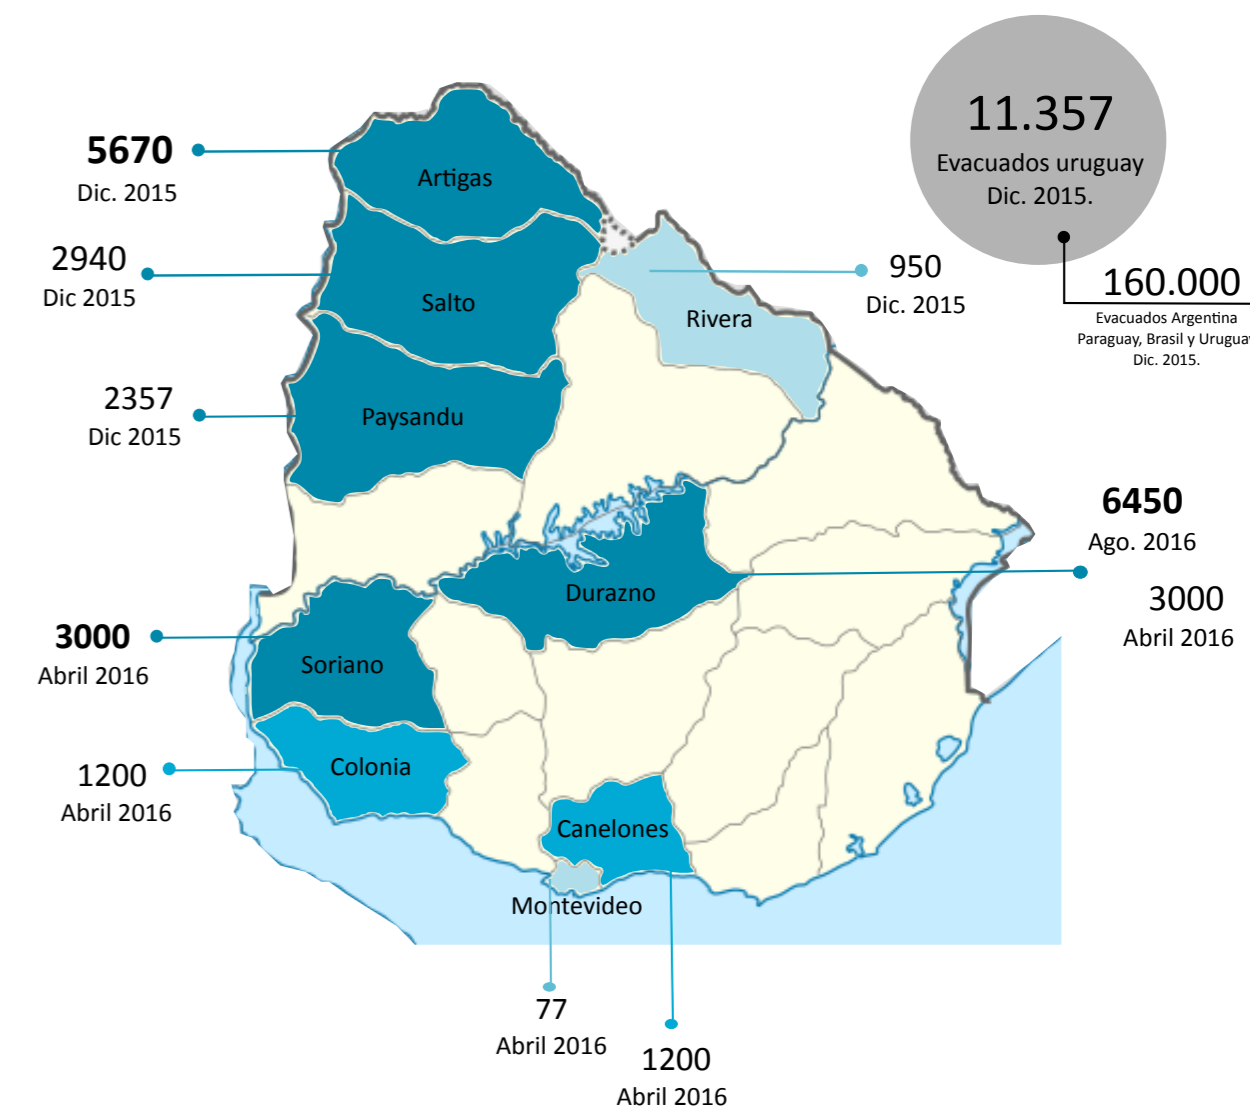 11.357
Evacuados uruguay
Dic. 2015.
160.000
Evacuados Argentina
Paraguay, Brasil y Uruguay
Dic. 2015.
5670
Dic. 2015
Artigas
2940
Dic 2015
Salto
950
Dic. 2015
Rivera
2357
Dic 2015
Paysandu
6450
Ago. 2016
3000
Abril 2016
Durazno
3000
Abril 2016
Soriano
1200
Abril 2016
Colonia
Canelones
Montevideo
77
Abril 2016
1200
Abril 2016